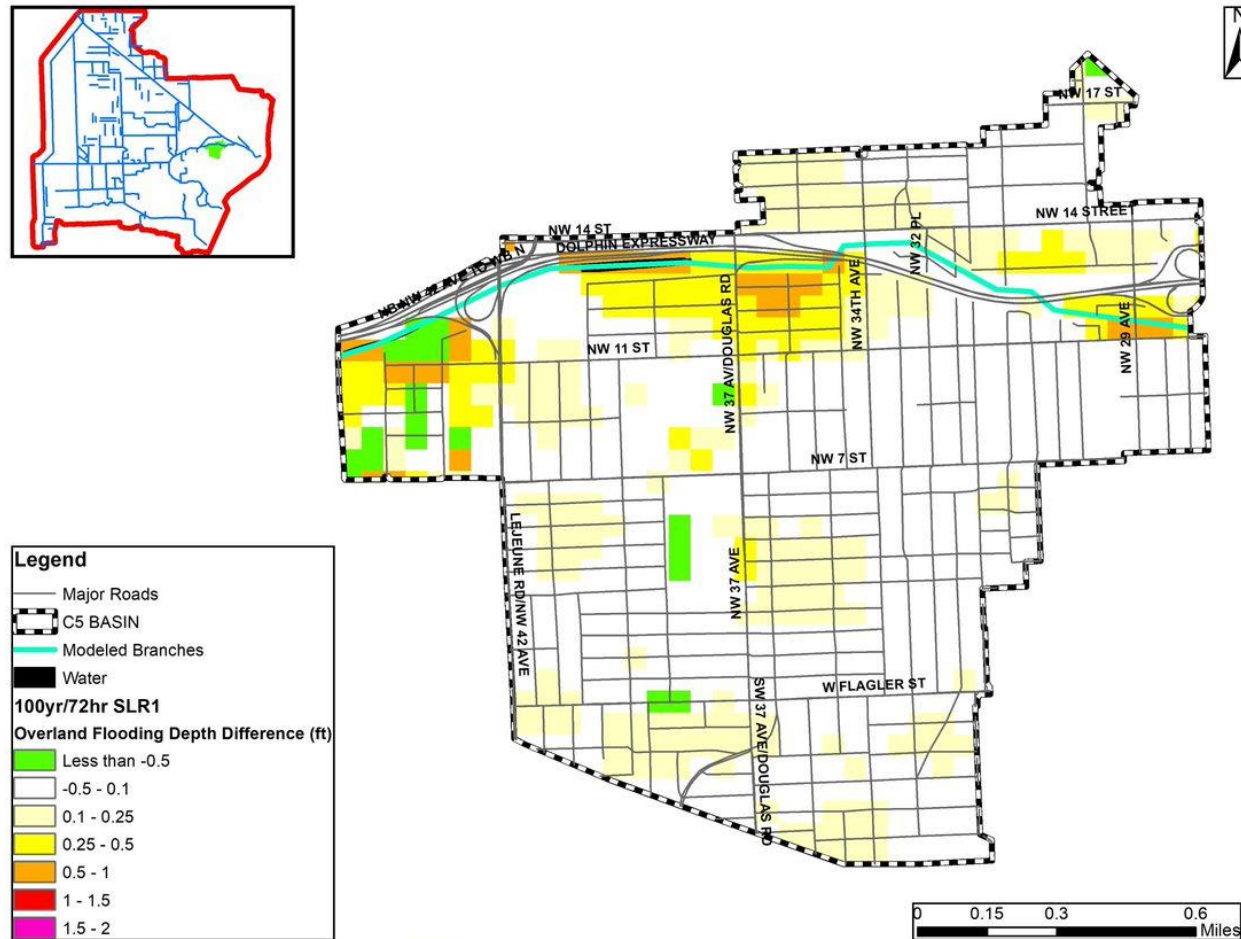 N
NW 17 ST
NW 14 STREET
NW 14 ST
DOLPHIN EXPRESSWAY
NW 32 PL
NW 34TH AVE
NW 37 AV/DOUGLAS RD
NW 29 AVE
NW 11 ST
NW 7 ST
LEJEUNE RD/NW 42 AVE
NW 37 AVE
W FLAGLER ST
SW 37 AVE/DOUGLAS RD
Legend
Major Roads
C5 BASIN
Modeled Branches
Water
100yr/72hr SLR1
Overland Flooding Depth Difference (ft)
Less than -0.5
-0.5 - 0.1
0.1 - 0.25
0.25 - 0.5
0.5 - 1
1 - 1.5
1.5 - 2
0 0.15 0.3 0.6
Miles